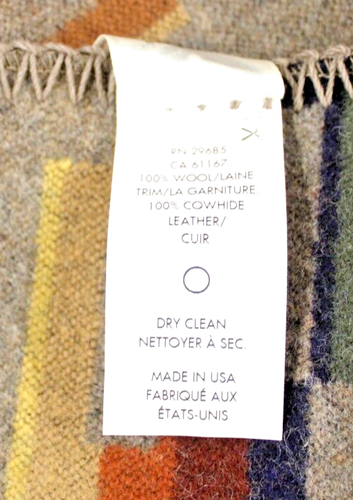 RN 29685
CA 61167
100% WOOL/LAINE
TRIM/LA GARNITURE
100% COWHIDE
LEATHER/
CUIR
DRY CLEAN
NETTOYER À SEC.
MADE IN USA
FABRIQUÉ AUX
ÉTATS-UNIS